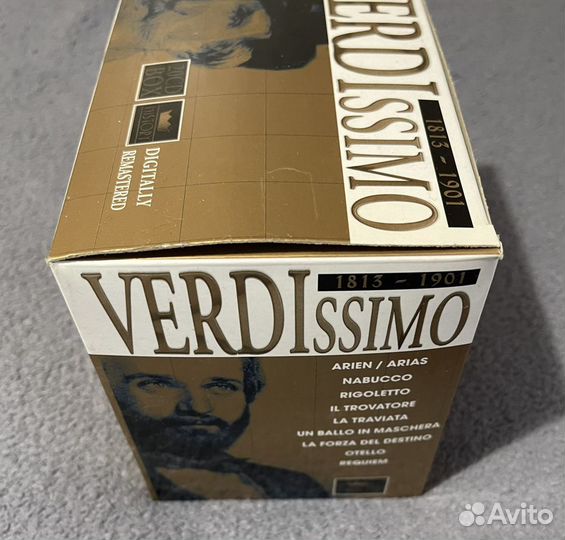 VERDISSIMO
1813 - 1901
CD
BOX
HISTORY
DIGITALLY
REMASTERED
VERDISSIMO
1813 - 1901
ARIEN / ARIAS
NABUCCO
RIGOLETTO
IL TROVATORE
LA TRAVIATA
UN BALLO IN MASCHERA
LA FORZA DEL DESTINO
OTELLO
REQUIEM
Avito